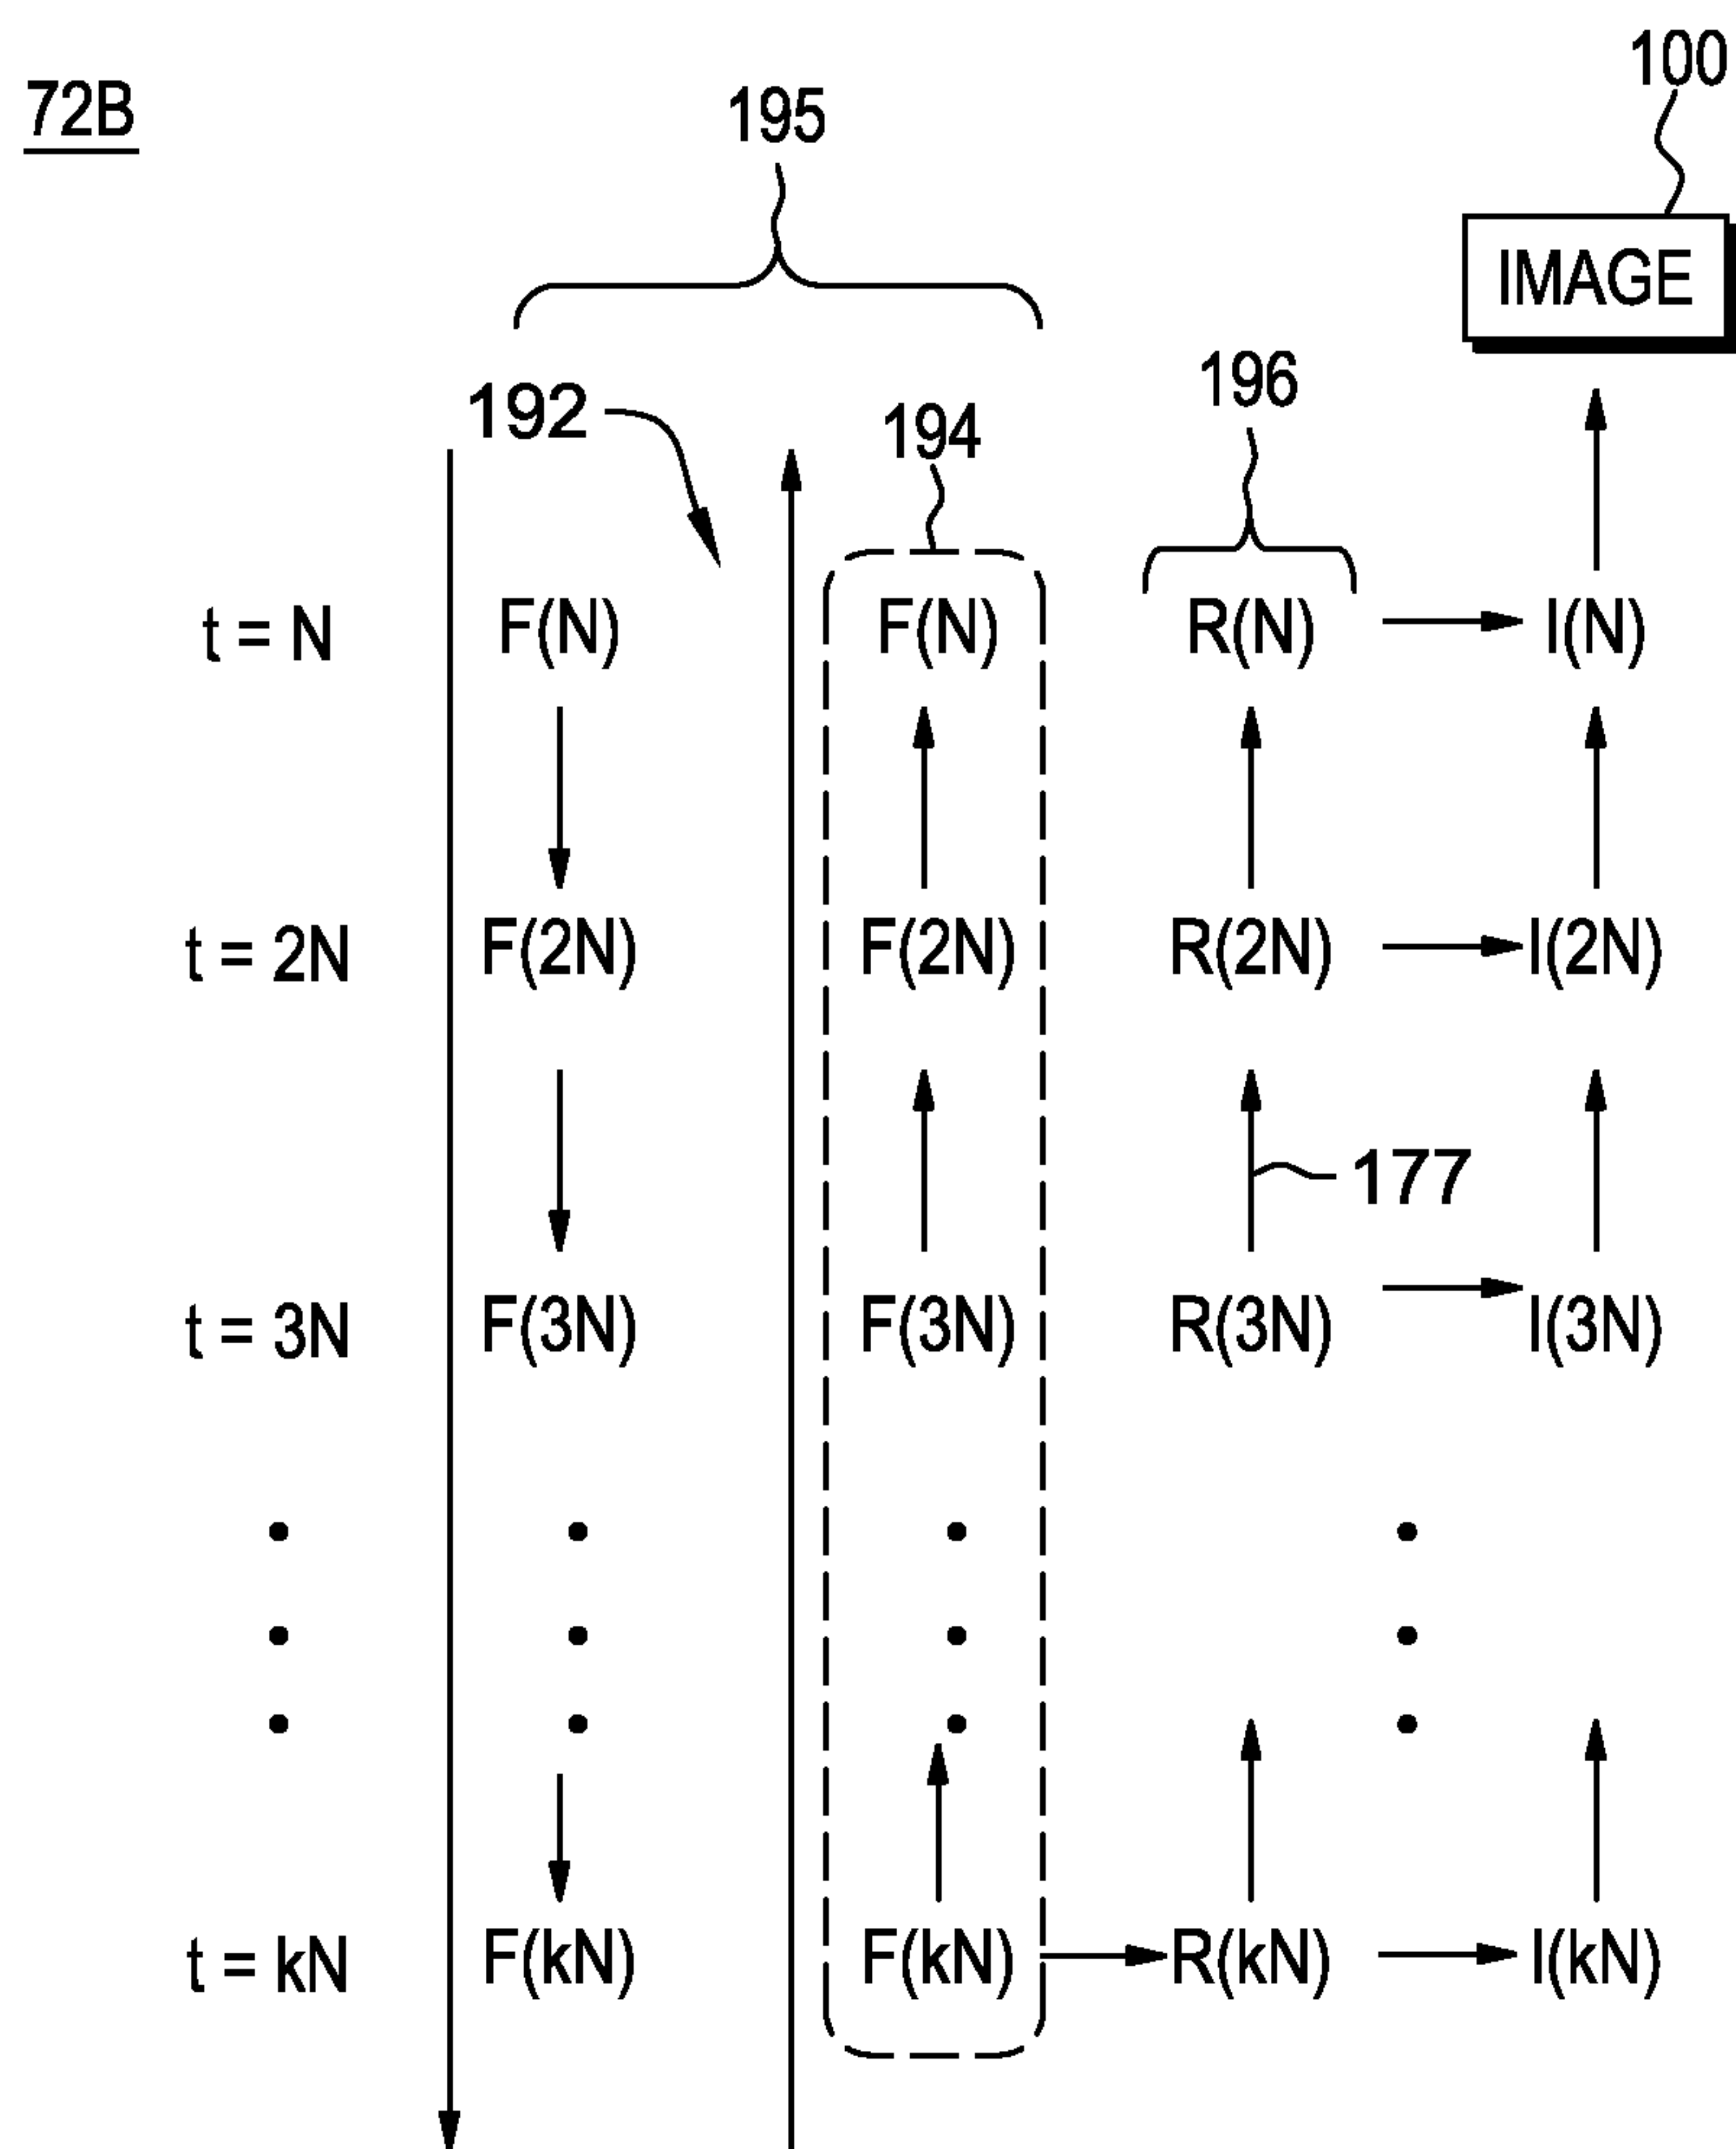 100
72B
195
IMAGE
196
192
194
t = N F(N) F(N) R(N) I(N)
t = 2N F(2N) F(2N) R(2N) I(2N)
177
t = 3N F(3N) F(3N) R(3N) I(3N)
t = kN F(kN) F(kN) R(kN) I(kN)